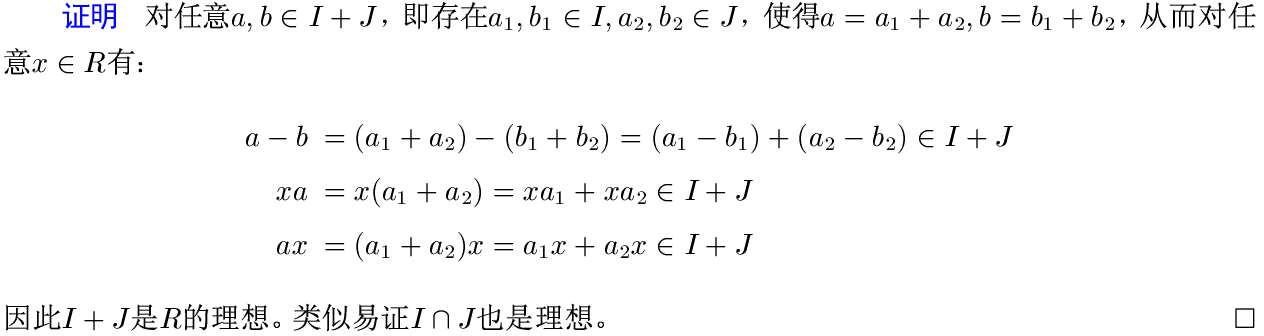 证明 对任意a, b ∈ I + J，即存在a₁, b₁ ∈ I, a₂, b₂ ∈ J，使得a = a₁ + a₂, b = b₁ + b₂，从而对任
意x ∈ R有：
a − b = (a₁ + a₂) − (b₁ + b₂) = (a₁ − b₁) + (a₂ − b₂) ∈ I + J
xa = x(a₁ + a₂) = xa₁ + xa₂ ∈ I + J
ax = (a₁ + a₂)x = a₁x + a₂x ∈ I + J
因此I + J是R的理想。类似易证I ∩ J也是理想。 □